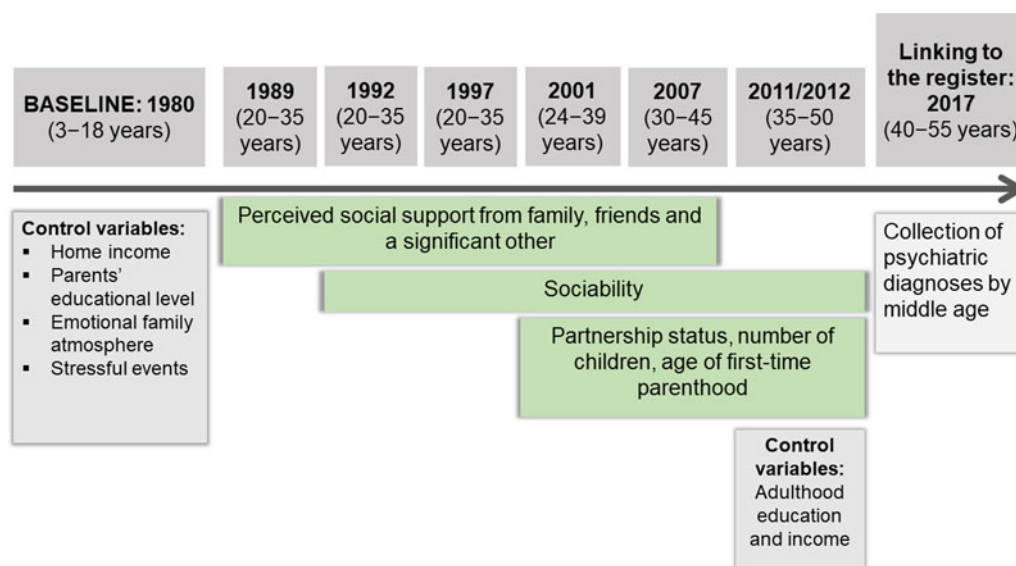 BASELINE: 1980
(3–18 years)
1989
(20–35
years)
1992
(20–35
years)
1997
(20–35
years)
2001
(24–39
years)
2007
(30–45
years)
2011/2012
(35–50
years)
Linking to
the register:
2017
(40–55 years)
Control variables:
▪ Home income
▪ Parents'
educational level
▪ Emotional family
atmosphere
▪ Stressful events
Perceived social support from family, friends and
a significant other
Sociability
Partnership status, number of
children, age of first-time
parenthood
Control
variables:
Adulthood
education
and income
Collection of
psychiatric
diagnoses by
middle age